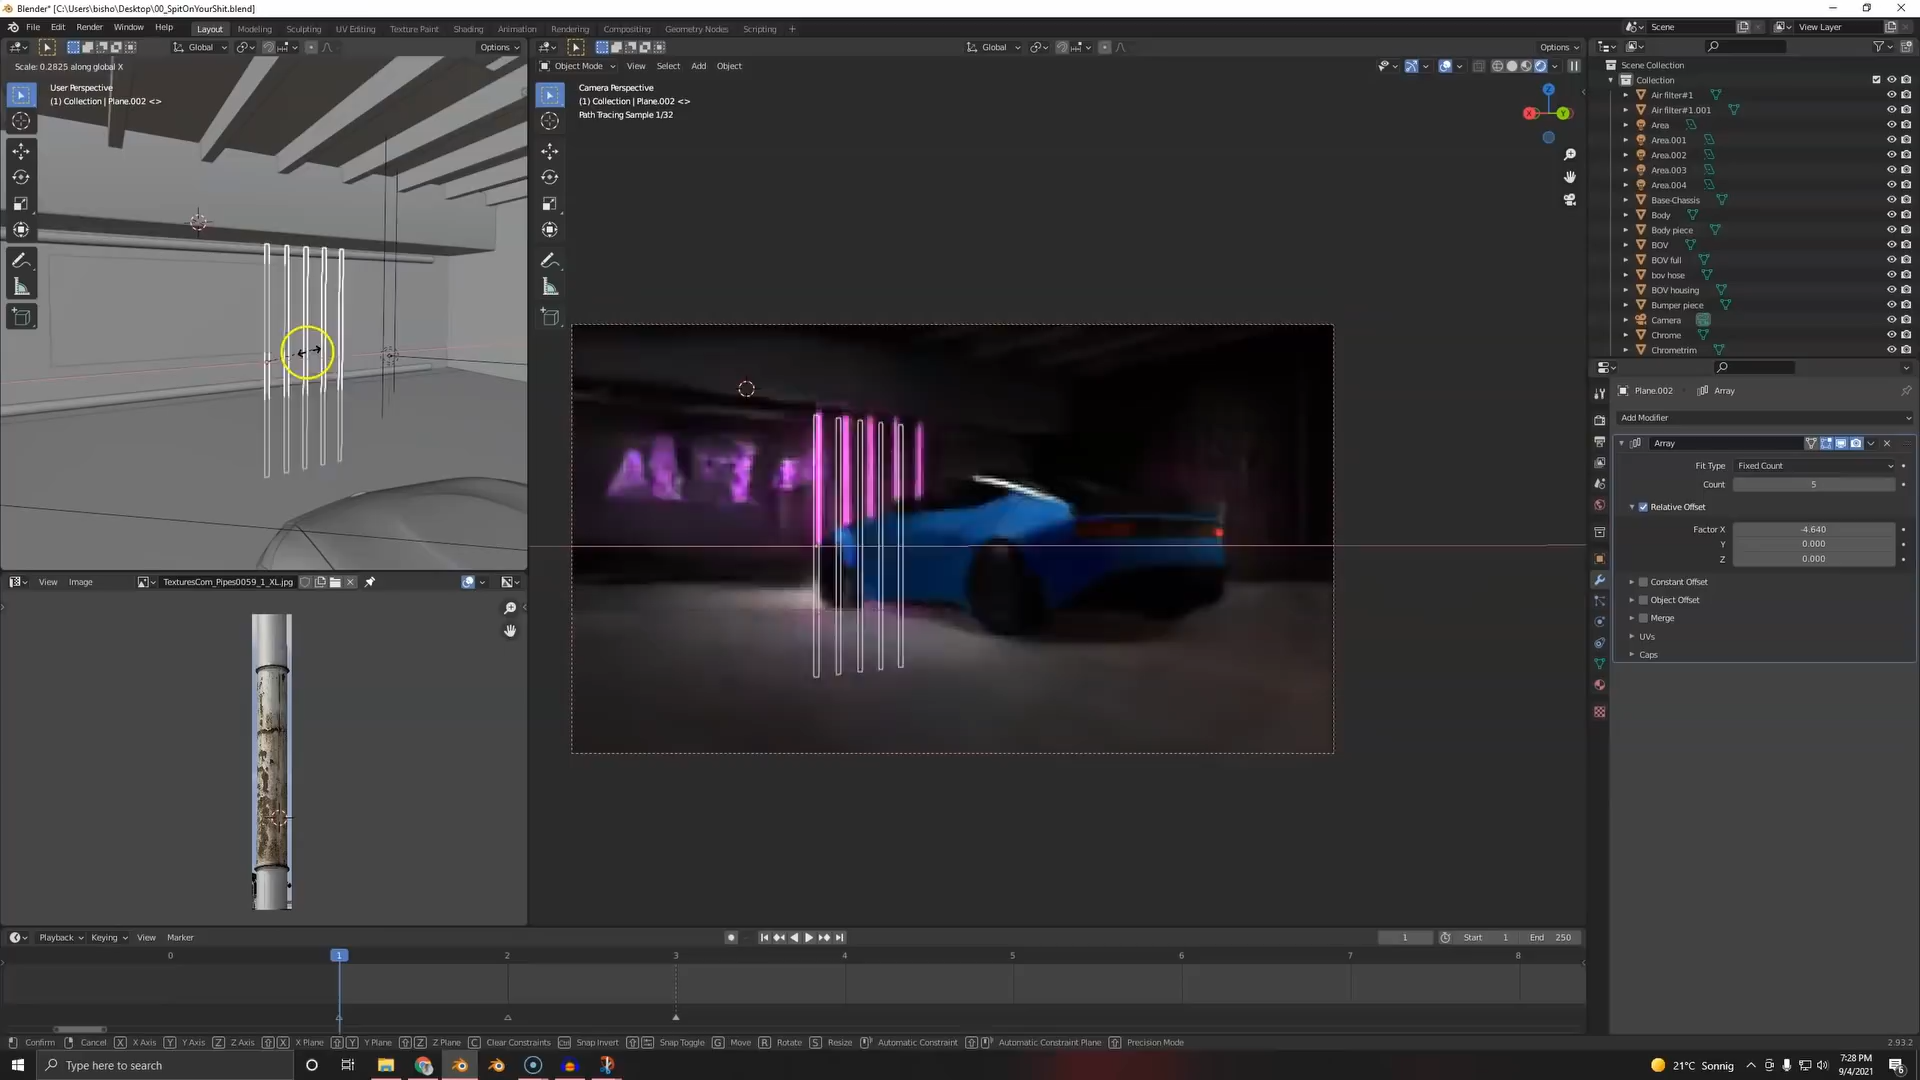 Blender* [C:\Users\bisho\Desktop\00_SpitOnYourShit.blend]
File Edit Render Window Help Layout Modeling Sculpting UV Editing Texture Paint Shading Animation Rendering Compositing Geometry Nodes Scripting + Scene View Layer
Global Options Global Options
Scale: 0.2825 along global X
Object Mode View Select Add Object
User Perspective
(1) Collection | Plane.002 <>
Camera Perspective
(1) Collection | Plane.002 <>
Path Tracing Sample 1/32
Z
X Y
Scene Collection
Collection
Air filter#1
Air filter#1.001
Area
Area.001
Area.002
Area.003
Area.004
Base-Chassis
Body
Body piece
BOV
BOV full
bov hose
BOV housing
Bumper piece
Camera
Chrome
Chrometrim
Plane.002 Array
Add Modifier
Array
Fit Type Fixed Count
Count 5
Relative Offset
Factor X -4.640
Y 0.000
Z 0.000
Constant Offset
Object Offset
Merge
UVs
Caps
View Image TexturesCom_Pipes0059_1_XL.jpg
Playback Keying View Marker 1 Start 1 End 250
0 1 2 3 4 5 6 7 8
Confirm Cancel X X Axis Y Y Axis Z Z Axis X X Plane Y Y Plane Z Z Plane C Clear Constraints Snap Invert Snap Toggle G Move R Rotate S Resize Automatic Constraint Automatic Constraint Plane Precision Mode 2.93.2
Type here to search 21°C Sonnig 7:28 PM
9/4/2021